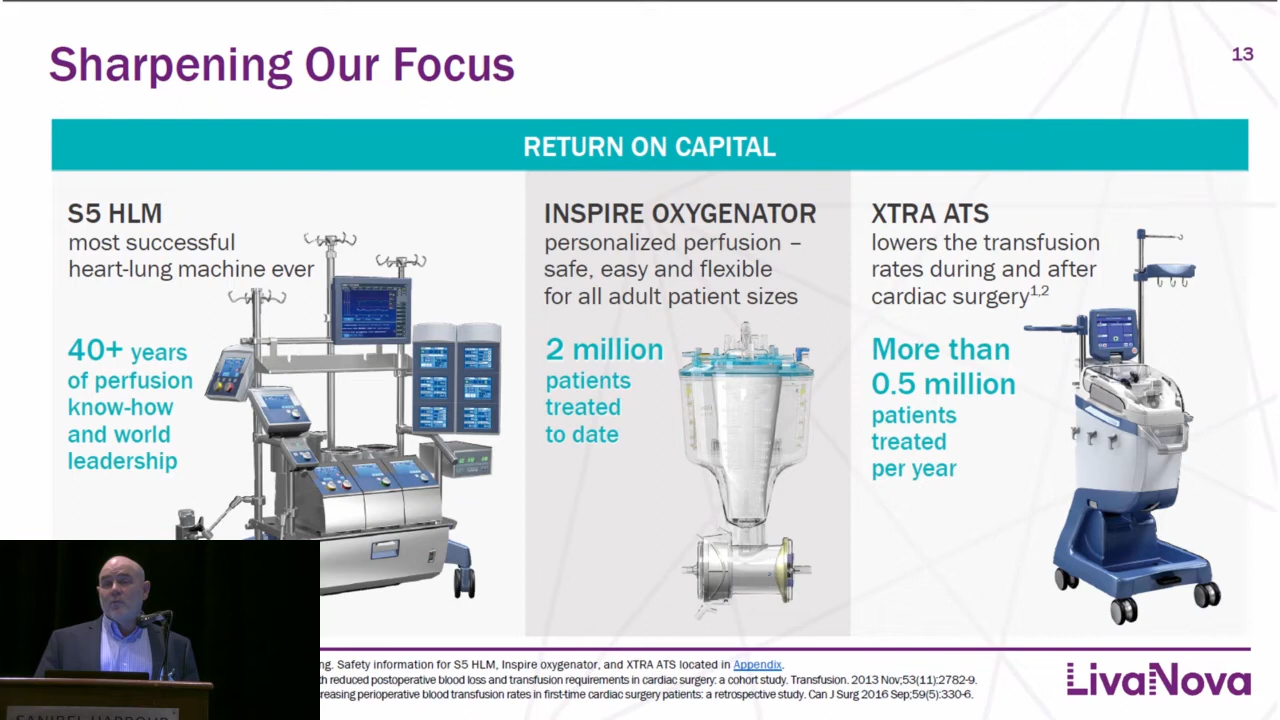 Sharpening Our Focus
13
RETURN ON CAPITAL
S5 HLM
most successful
heart-lung machine ever
40+ years
of perfusion
know-how
and world
leadership
INSPIRE OXYGENATOR
personalized perfusion –
safe, easy and flexible
for all adult patient sizes
2 million
patients
treated
to date
XTRA ATS
lowers the transfusion
rates during and after
cardiac surgery1,2
More than
0.5 million
patients
treated
per year
Safety information for S5 HLM, Inspire oxygenator, and XTRA ATS located in Appendix.
reduced postoperative blood loss and transfusion requirements in cardiac surgery: a cohort study. Transfusion. 2013 Nov;53(11):2782-9.
perioperative blood transfusion rates in first-time cardiac surgery patients: a retrospective study. Can J Surg 2016 Sep;59(5):330-6.
LivaNova
SANIBEL HARBOUR